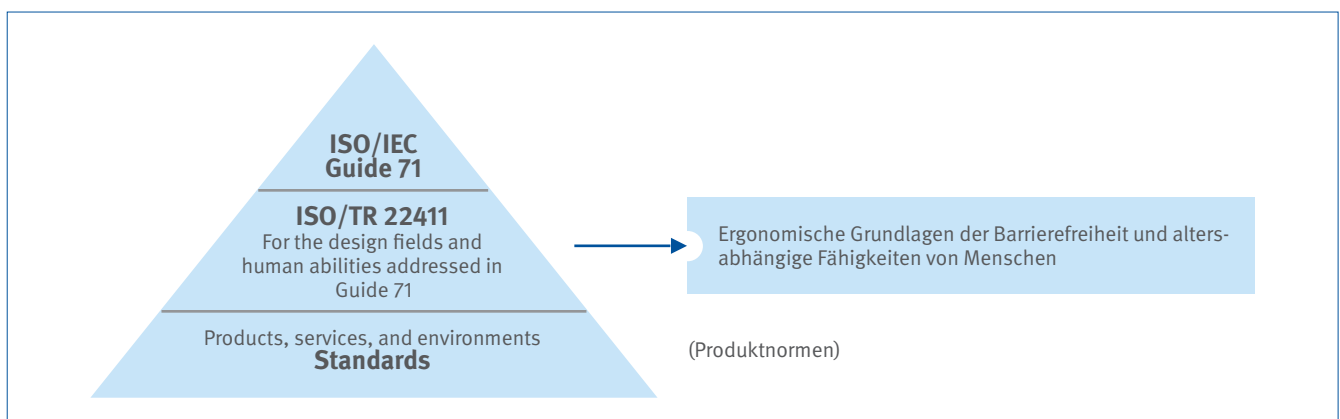 ISO/IEC
Guide 71
ISO/TR 22411
For the design fields and
human abilities addressed in
Guide 71
Ergonomische Grundlagen der Barrierefreiheit und alters-
abhängige Fähigkeiten von Menschen
Products, services, and environments
Standards
(Produktnormen)